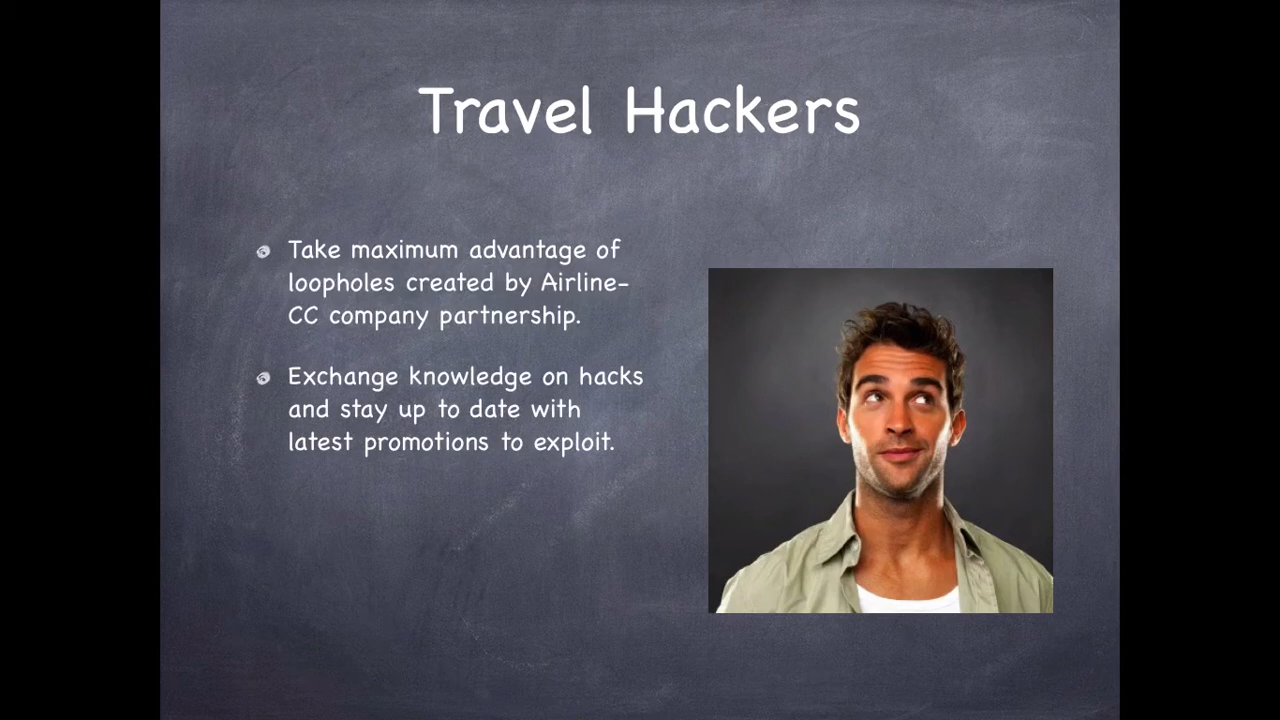 Travel Hackers
Take maximum advantage of
loopholes created by Airline-
CC company partnership.
Exchange knowledge on hacks
and stay up to date with
latest promotions to exploit.